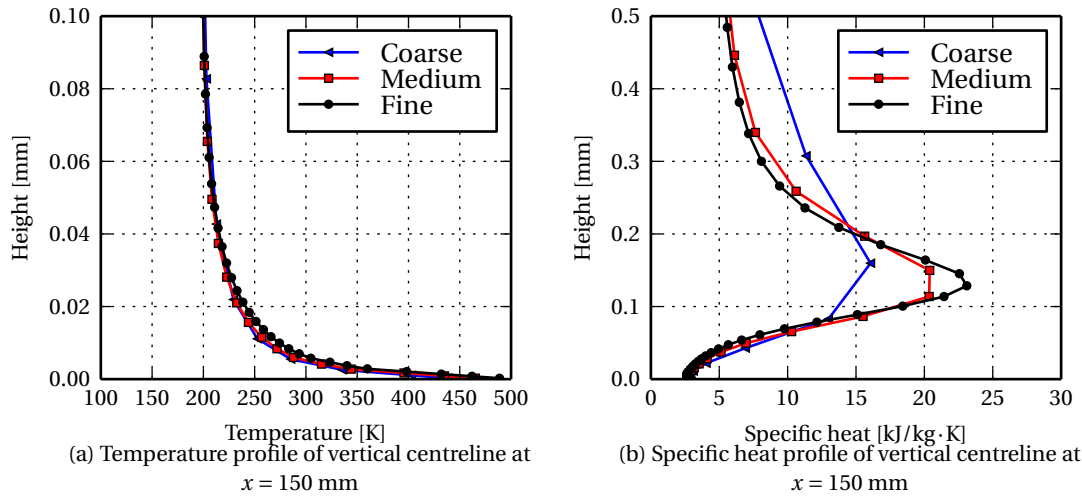 0.10
0.08
0.06
0.04
0.02
0.00
Height [mm]
100 150 200 250 300 350 400 450 500
Temperature [K]
Coarse
Medium
Fine
(a) Temperature profile of vertical centreline at
x = 150 mm
0.5
0.4
0.3
0.2
0.1
0.0
Height [mm]
0 5 10 15 20 25 30
Specific heat [kJ/kg·K]
Coarse
Medium
Fine
(b) Specific heat profile of vertical centreline at
x = 150 mm